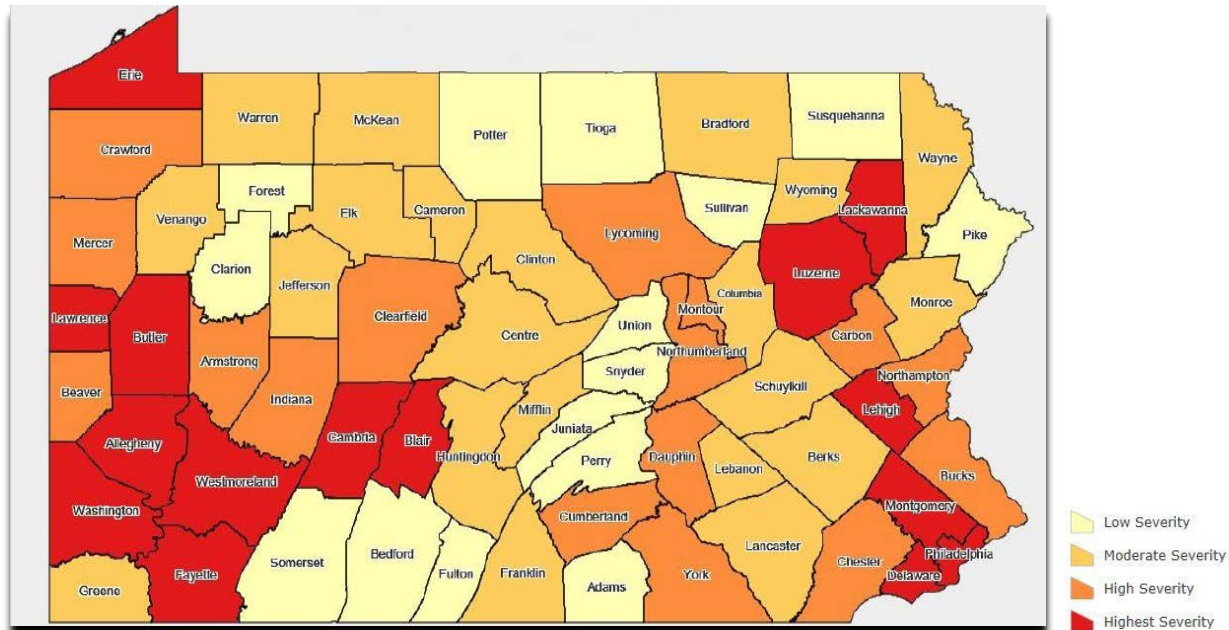 Erie
Crawford
Warren
McKean
Potter
Tioga
Bradford
Susquehanna
Wayne
Forest
Venango
Elk
Cameron
Mercer
Clarion
Jefferson
Clinton
Lycoming
Sullivan
Wyoming
Lackawanna
Pike
Luzerne
Monroe
Lawrence
Butler
Armstrong
Clearfield
Centre
Union
Montour
Columbia
Carbon
Northumberland
Snyder
Northampton
Schuylkill
Beaver
Indiana
Mifflin
Juniata
Lehigh
Allegheny
Cambria
Blair
Huntingdon
Perry
Dauphin
Lebanon
Berks
Bucks
Westmoreland
Washington
Montgomery
Cumberland
Philadelphia
Lancaster
Chester
Delaware
Somerset
Bedford
Fulton
Franklin
Adams
York
Fayette
Greene
Low Severity
Moderate Severity
High Severity
Highest Severity